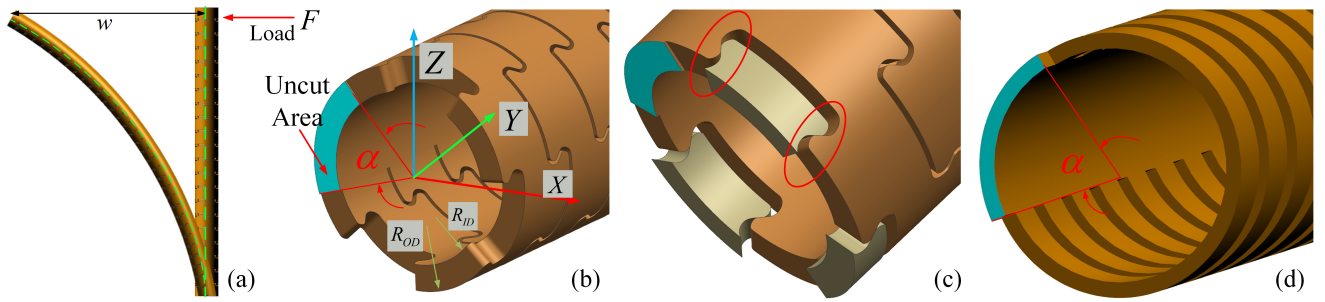 w
F
Load
(a)
Uncut
Area
α
Z
Y
X
R_ID
R_OD
(b)
(c)
α
(d)